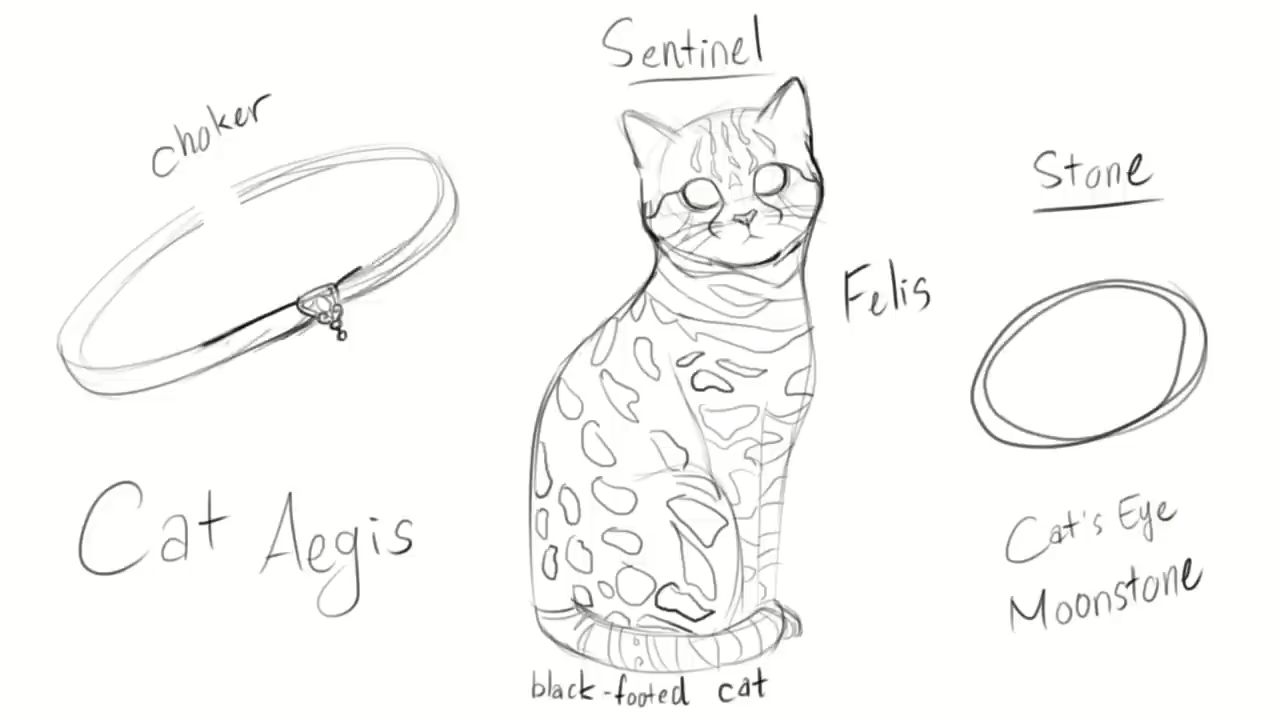 choker
Cat Aegis
Sentinel
Felis
black-footed cat
Stone
Cat's Eye
Moonstone